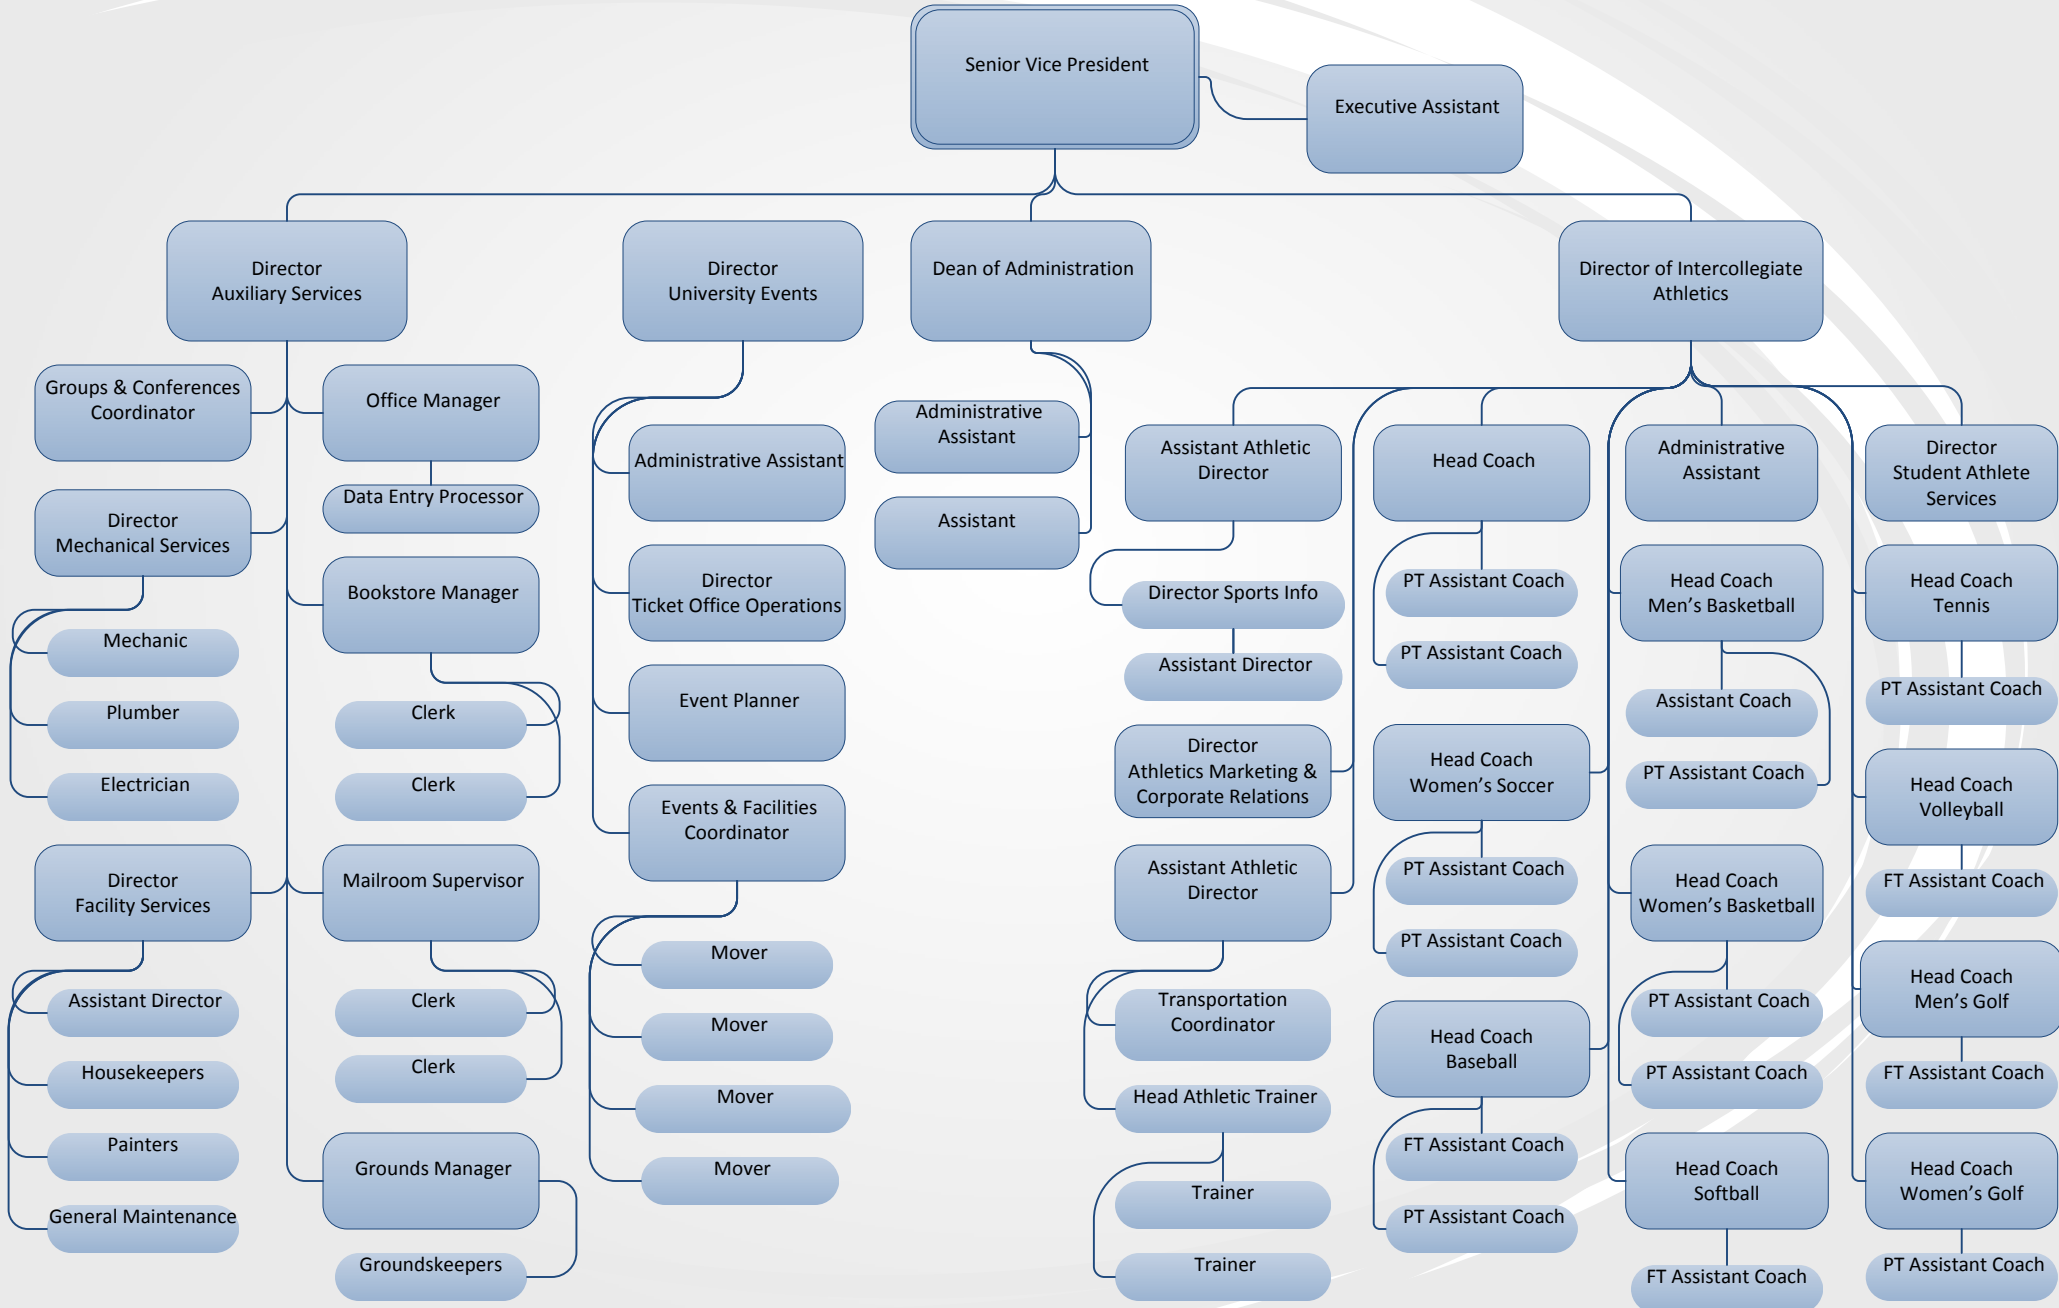 Senior Vice President
Executive Assistant
Director
Auxiliary Services
Director
University Events
Dean of Administration
Director of Intercollegiate
Athletics
Groups & Conferences
Coordinator
Office Manager
Data Entry Processor
Director
Mechanical Services
Mechanic
Plumber
Electrician
Bookstore Manager
Clerk
Clerk
Director
Facility Services
Assistant Director
Housekeepers
Painters
General Maintenance
Mailroom Supervisor
Clerk
Clerk
Grounds Manager
Groundskeepers
Administrative Assistant
Director
Ticket Office Operations
Event Planner
Events & Facilities
Coordinator
Mover
Mover
Mover
Mover
Administrative
Assistant
Assistant
Assistant Athletic
Director
Director Sports Info
Assistant Director
Director
Athletics Marketing &
Corporate Relations
Assistant Athletic
Director
Transportation
Coordinator
Head Athletic Trainer
Trainer
Trainer
Head Coach
PT Assistant Coach
PT Assistant Coach
Head Coach
Women's Soccer
PT Assistant Coach
PT Assistant Coach
Head Coach
Baseball
FT Assistant Coach
PT Assistant Coach
Administrative
Assistant
Head Coach
Men's Basketball
Assistant Coach
PT Assistant Coach
Head Coach
Women's Basketball
PT Assistant Coach
PT Assistant Coach
Head Coach
Softball
FT Assistant Coach
Director
Student Athlete
Services
Head Coach
Tennis
PT Assistant Coach
Head Coach
Volleyball
FT Assistant Coach
Head Coach
Men's Golf
FT Assistant Coach
Head Coach
Women's Golf
PT Assistant Coach